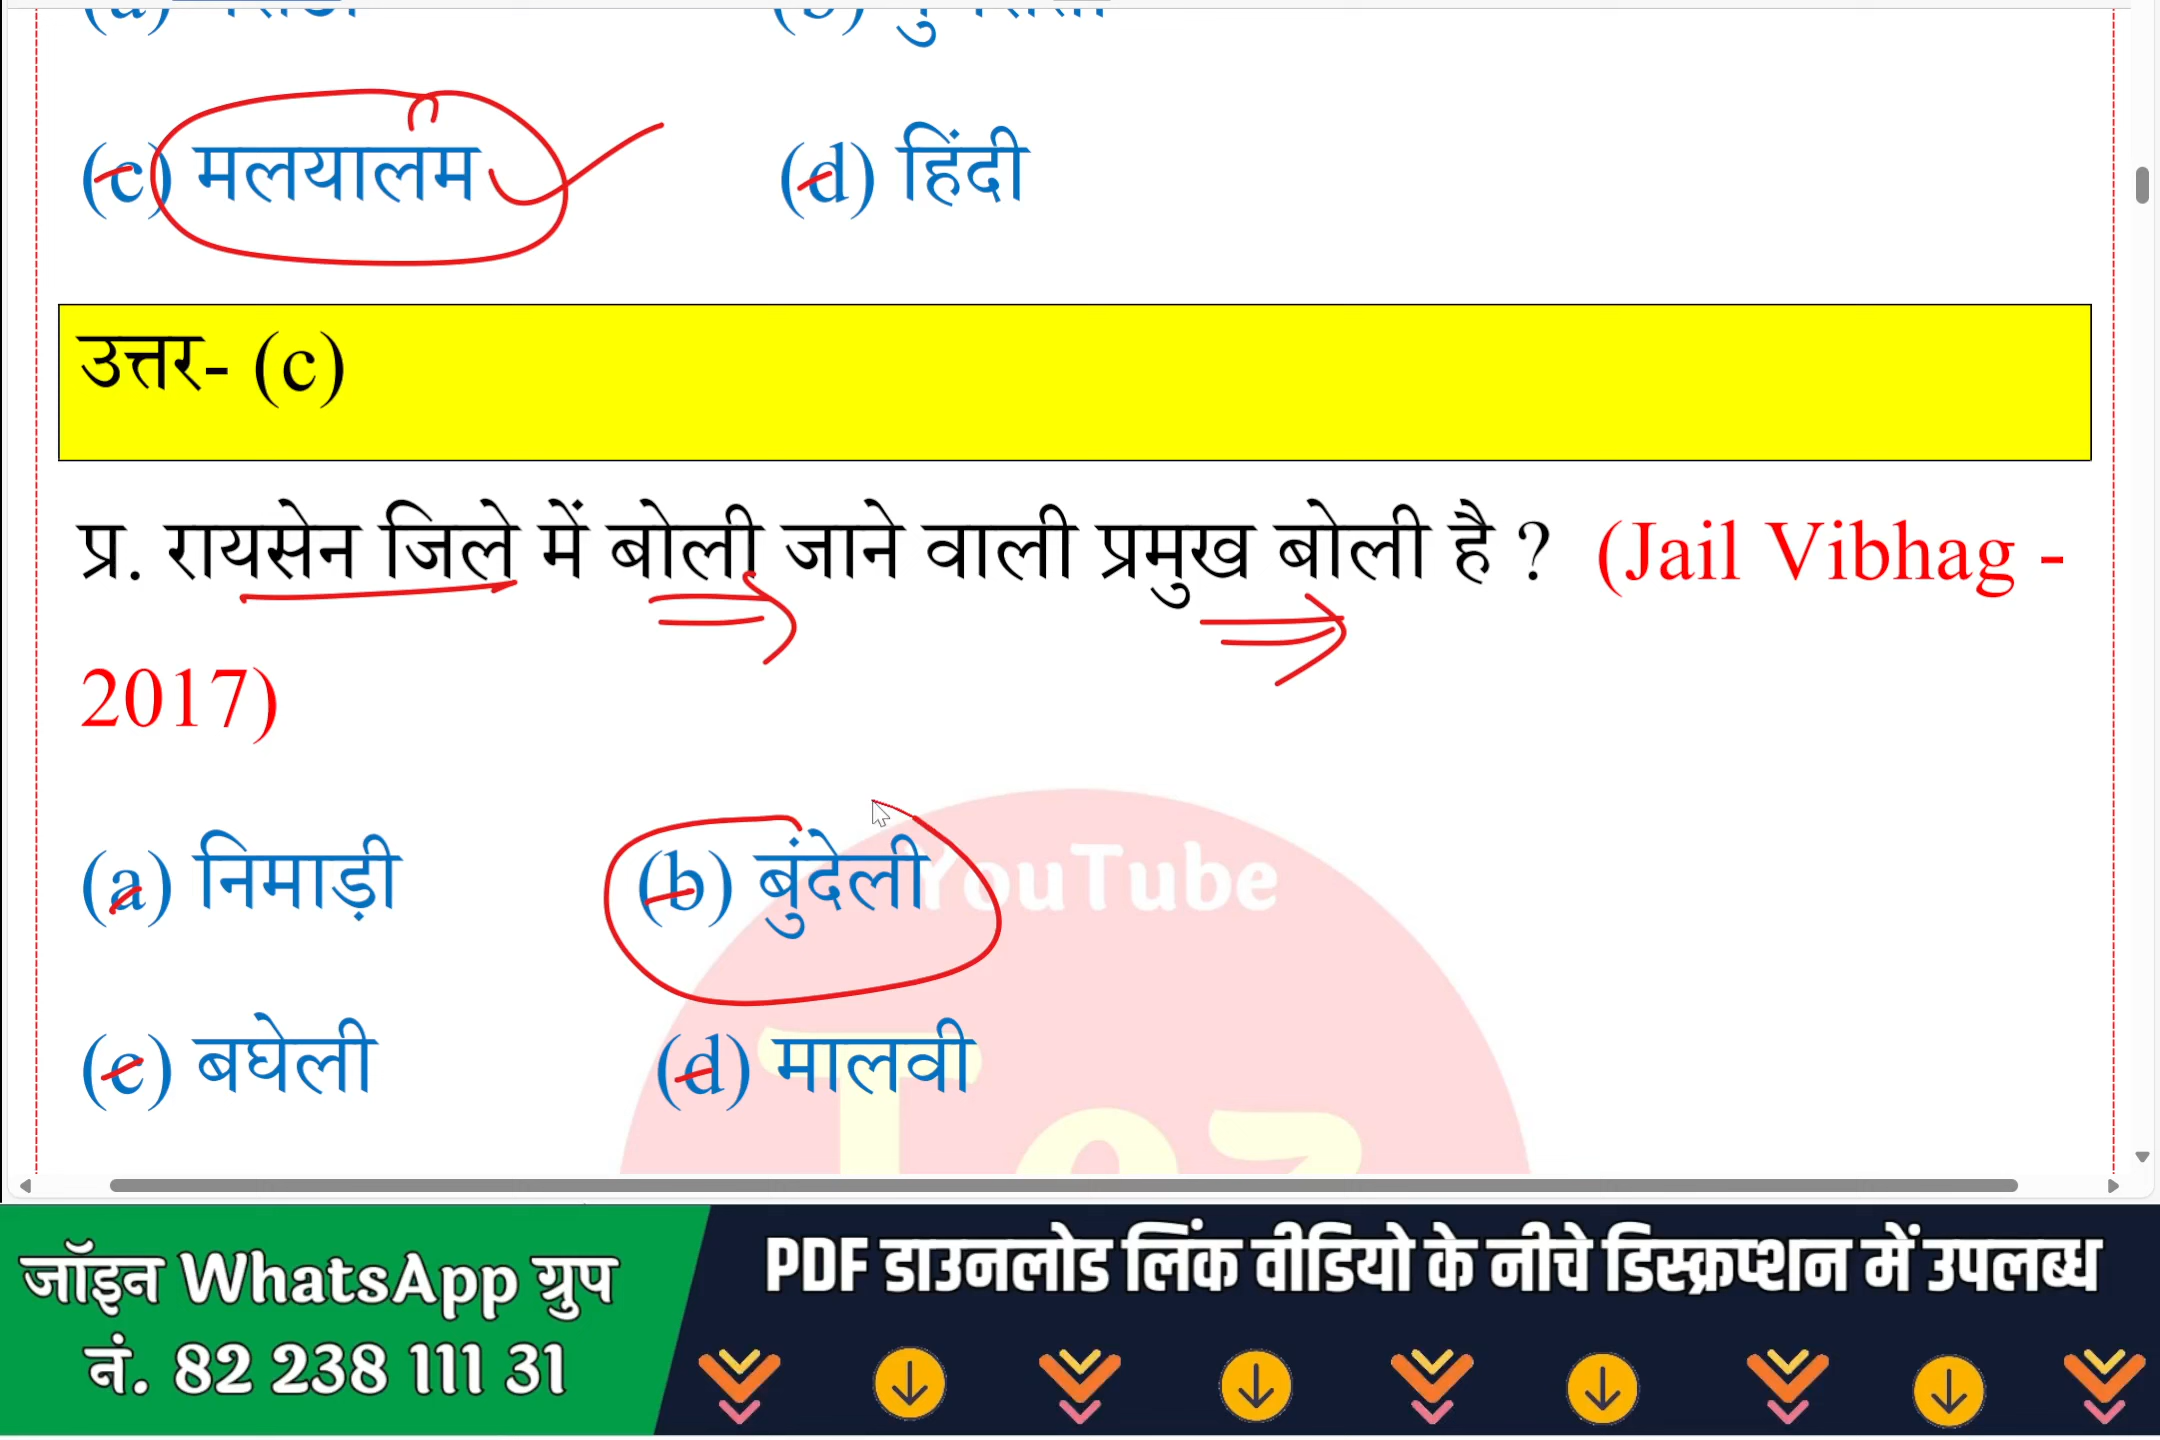 (c) मलयालम (d) हिंदी
उत्तर- (c)
प्र. रायसेन जिले में बोली जाने वाली प्रमुख बोली है ? (Jail Vibhag -
2017)
(a) निमाड़ी (b) बुंदेली
YouTube
(c) बघेली (d) मालवी
जॉइन WhatsApp ग्रुप
नं. 82 238 111 31
PDF डाउनलोड लिंक वीडियो के नीचे डिस्क्रिप्शन में उपलब्ध